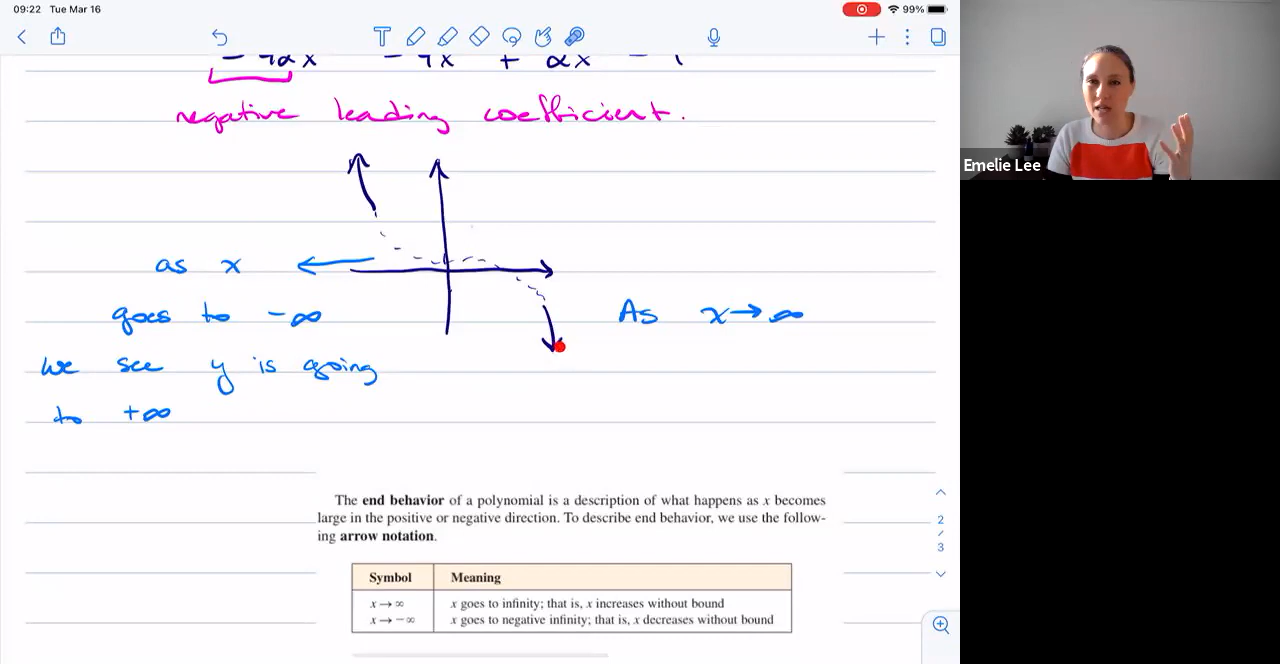 09:22 Tue Mar 16
99%
negative leading coefficient.
as x
goes to -∞
we see y is going
to +∞
As x→∞
The end behavior of a polynomial is a description of what happens as x becomes
large in the positive or negative direction. To describe end behavior, we use the follow-
ing arrow notation.
Symbol Meaning
x → ∞ x goes to infinity; that is, x increases without bound
x → −∞ x goes to negative infinity; that is, x decreases without bound
2
/
3
Emelie Lee